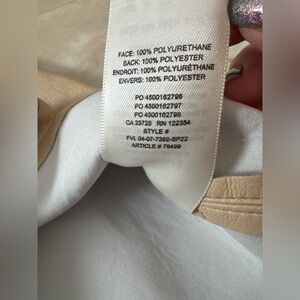 FACE: 100% POLYURETHANE
BACK: 100% POLYESTER
ENDROIT: 100% POLYURÉTHANE
ENVERS: 100% POLYESTER
PO 4500162796
PO 4500162797
PO 4500162798
CA 23725 RN 122354
STYLE #
FVL 04-07-7392-SP22
ARTICLE # 79499